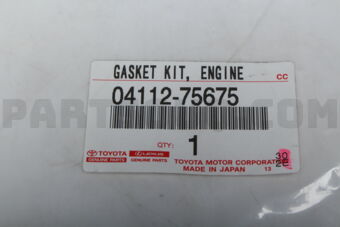 GASKET KIT, ENGINE
CC
04112-75675
QTY:
1
TOYOTA
GENUINE PARTS
LEXUS
GENUINE PARTS
TOYOTA MOTOR CORPORATION
MADE IN JAPAN
13